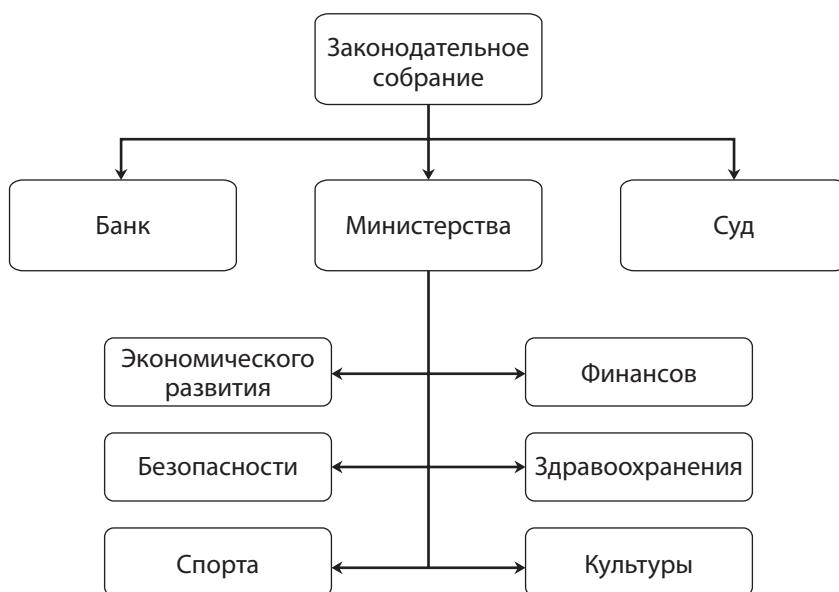 Законодательное
собрание
Банк
Министерства
Суд
Экономического
развития
Финансов
Безопасности
Здравоохранения
Спорта
Культуры